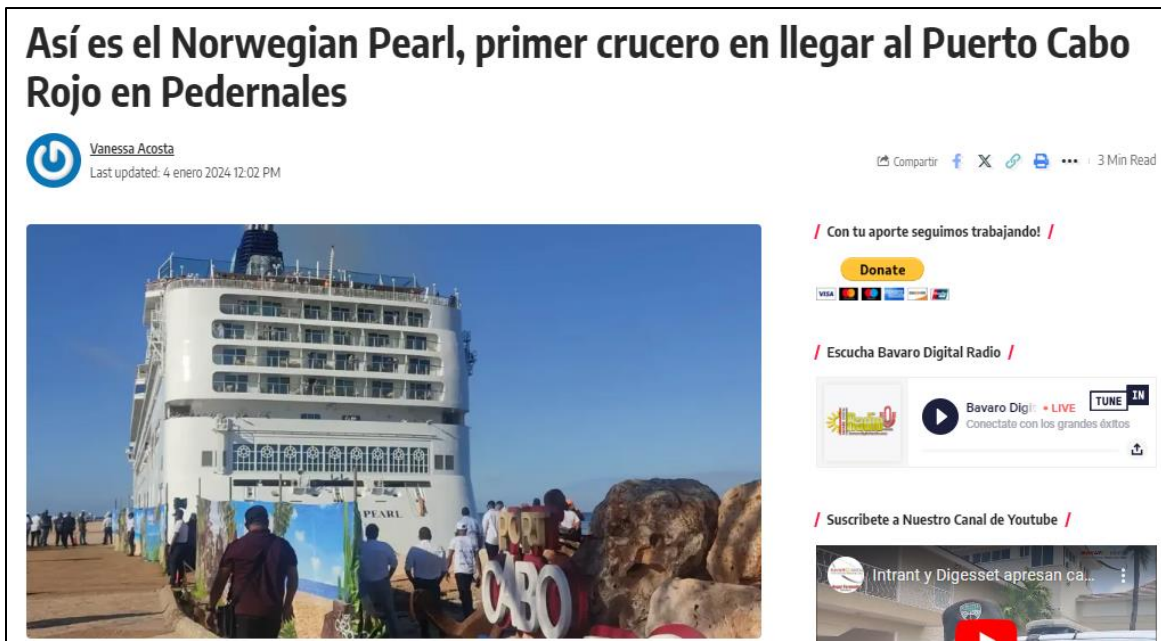 Así es el Norwegian Pearl, primer crucero en llegar al Puerto Cabo
Rojo en Pedernales
Vanessa Acosta
Last updated: 4 enero 2024 12:02 PM
Compartir
3 Min Read
PEARL
PORT
CABO
/ Con tu aporte seguimos trabajando! /
Donate
VISA
/ Escucha Bavaro Digital Radio /
Bavaro Digit • LIVE
TUNE IN
Conectate con los grandes éxitos
/ Suscribete a Nuestro Canal de Youtube /
Intrant y Digesset apresan ca...